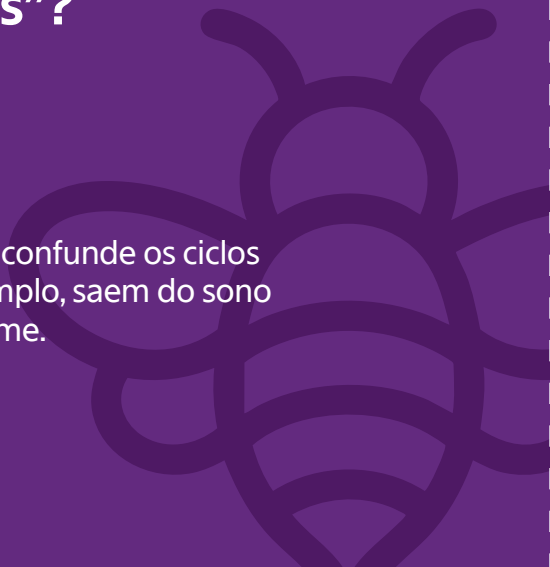 s”?
confunde os ciclos
mplo, saem do sono
me.